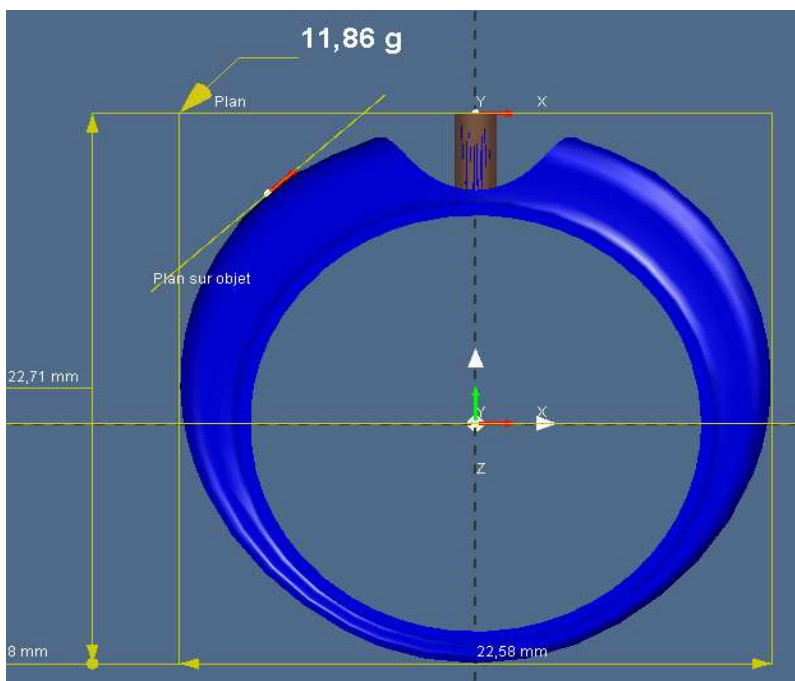 11,86 g
Plan
Y X
Plan sur objet
22,71 mm
Y X
Z
8 mm
22,58 mm